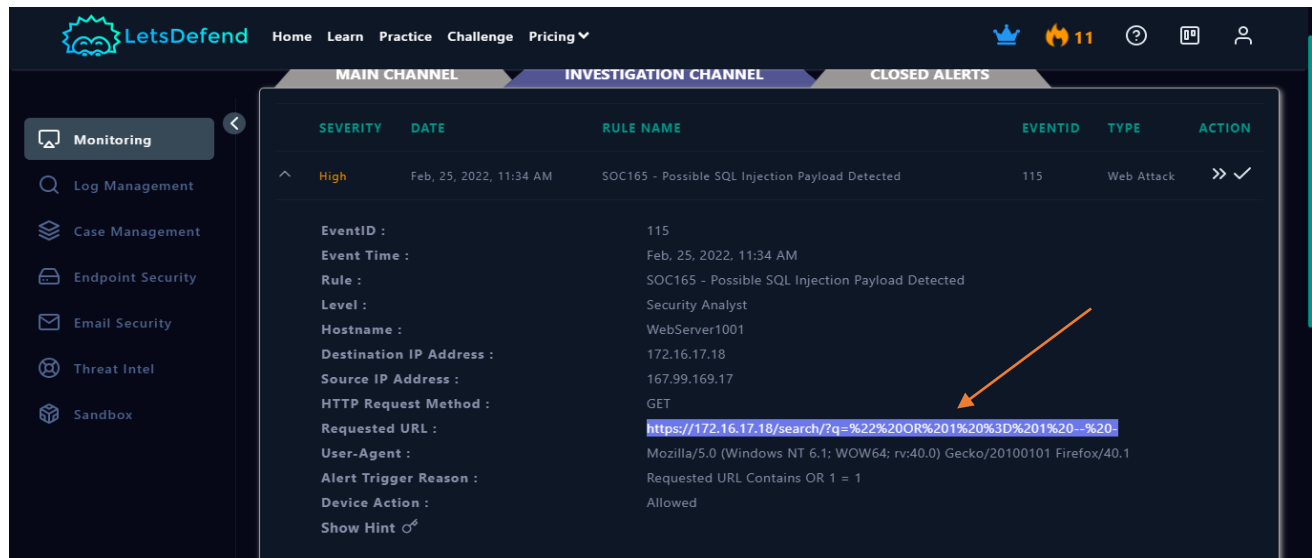 LetsDefend Home Learn Practice Challenge Pricing 11
MAIN CHANNEL INVESTIGATION CHANNEL CLOSED ALERTS
SEVERITY DATE RULE NAME EVENTID TYPE ACTION
Monitoring
High Feb, 25, 2022, 11:34 AM SOC165 - Possible SQL Injection Payload Detected 115 Web Attack
Log Management
EventID : 115
Case Management
Event Time : Feb, 25, 2022, 11:34 AM
Rule : SOC165 - Possible SQL Injection Payload Detected
Endpoint Security
Level : Security Analyst
Email Security
Hostname : WebServer1001
Destination IP Address : 172.16.17.18
Threat Intel
Source IP Address : 167.99.169.17
HTTP Request Method : GET
Sandbox
Requested URL : https://172.16.17.18/search/?q=%22%20OR%201%20%3D%201%20--%20-
User-Agent : Mozilla/5.0 (Windows NT 6.1; WOW64; rv:40.0) Gecko/20100101 Firefox/40.1
Alert Trigger Reason : Requested URL Contains OR 1 = 1
Device Action : Allowed
Show Hint